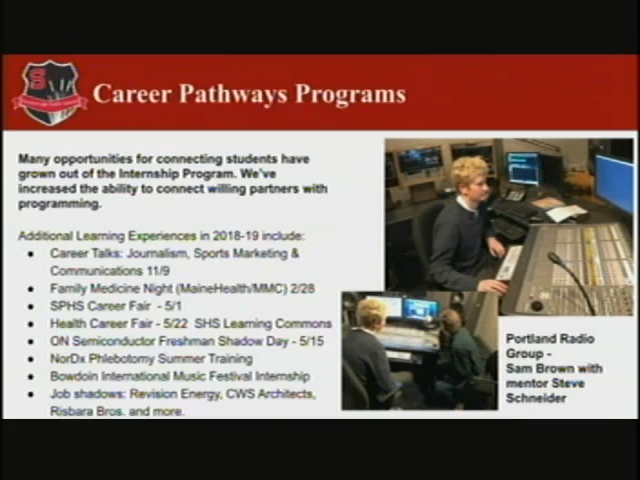 S
Career Pathways Programs
Many opportunities for connecting students have
grown out of the Internship Program. We've
increased the ability to connect willing partners with
programming.
Additional Learning Experiences in 2018-19 include:
● Career Talks: Journalism, Sports Marketing &
Communications 11/9
● Family Medicine Night (MaineHealth/MMC) 2/28
● SPHS Career Fair - 5/1
● Health Career Fair - 5/22 SHS Learning Commons
● ON Semiconductor Freshman Shadow Day - 5/15
● NorDx Phlebotomy Summer Training
● Bowdoin International Music Festival Internship
● Job shadows: Revision Energy, CWS Architects,
Risbara Bros. and more.
Portland Radio
Group -
Sam Brown with
mentor Steve
Schneider